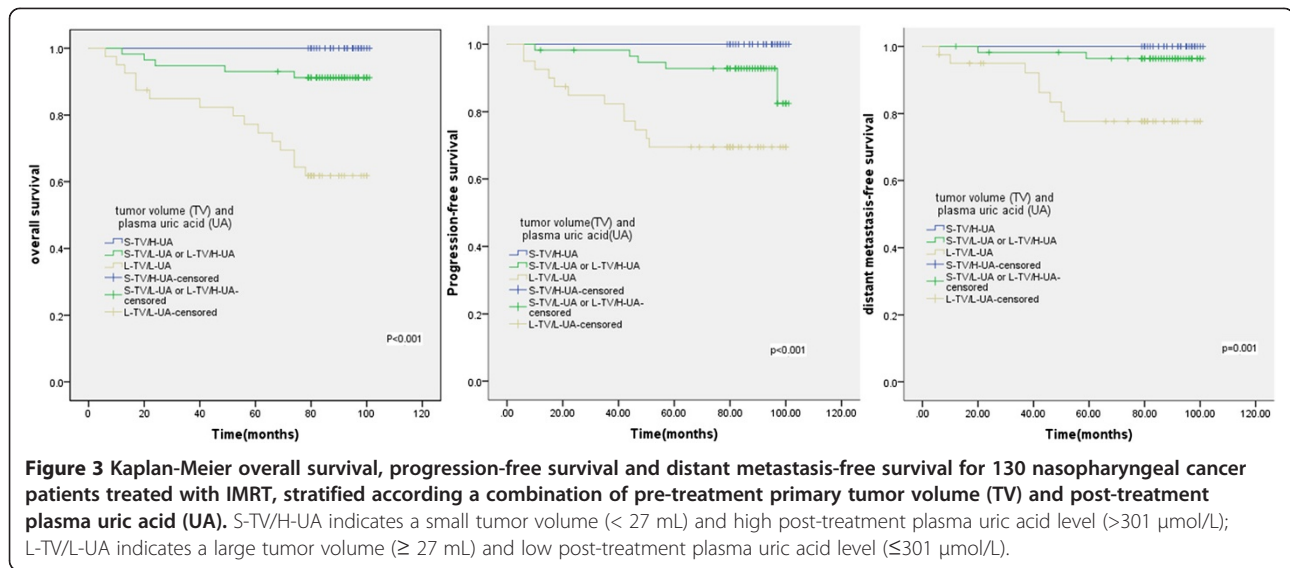 overall survival
1.0
0.8
0.6
0.4
0.2
0.0
tumor volume (TV) and
plasma uric acid (UA)
S-TV/H-UA
S-TV/L-UA or L-TV/H-UA
L-TV/L-UA
S-TV/H-UA-censored
S-TV/L-UA or L-TV/H-UA-
censored
L-TV/L-UA-censored
P<0.001
0 20 40 60 80 100 120
Time(months)
Progression-free survival
1.0
0.8
0.6
0.4
0.2
0.0
tumor volume(TV) and
plasma uric acid(UA)
S-TV/H-UA
S-TV/L-UA or L-TV/H-UA
L-TV/L-UA
S-TV/H-UA-censored
S-TV/L-UA or L-TV/H-UA-
censored
L-TV/L-UA-censored
p<0.001
.00 20.00 40.00 60.00 80.00 100.00 120.00
Time(months)
distant metastasis-free survival
1.0
0.8
0.6
0.4
0.2
0.0
tumor volume (TV) and
plasma uric acid (UA)
S-TV/H-UA
S-TV/L-UA or L-TV/H-UA
L-TV/L-UA
S-TV/H-UA-censored
S-TV/L-UA or L-TV/H-UA-
censored
L-TV/L-UA-censored
p=0.001
.00 20.00 40.00 60.00 80.00 100.00 120.00
Time(months)
Figure 3 Kaplan-Meier overall survival, progression-free survival and distant metastasis-free survival for 130 nasopharyngeal cancer
patients treated with IMRT, stratified according a combination of pre-treatment primary tumor volume (TV) and post-treatment
plasma uric acid (UA). S-TV/H-UA indicates a small tumor volume (< 27 mL) and high post-treatment plasma uric acid level (>301 μmol/L);
L-TV/L-UA indicates a large tumor volume (≥ 27 mL) and low post-treatment plasma uric acid level (≤301 μmol/L).